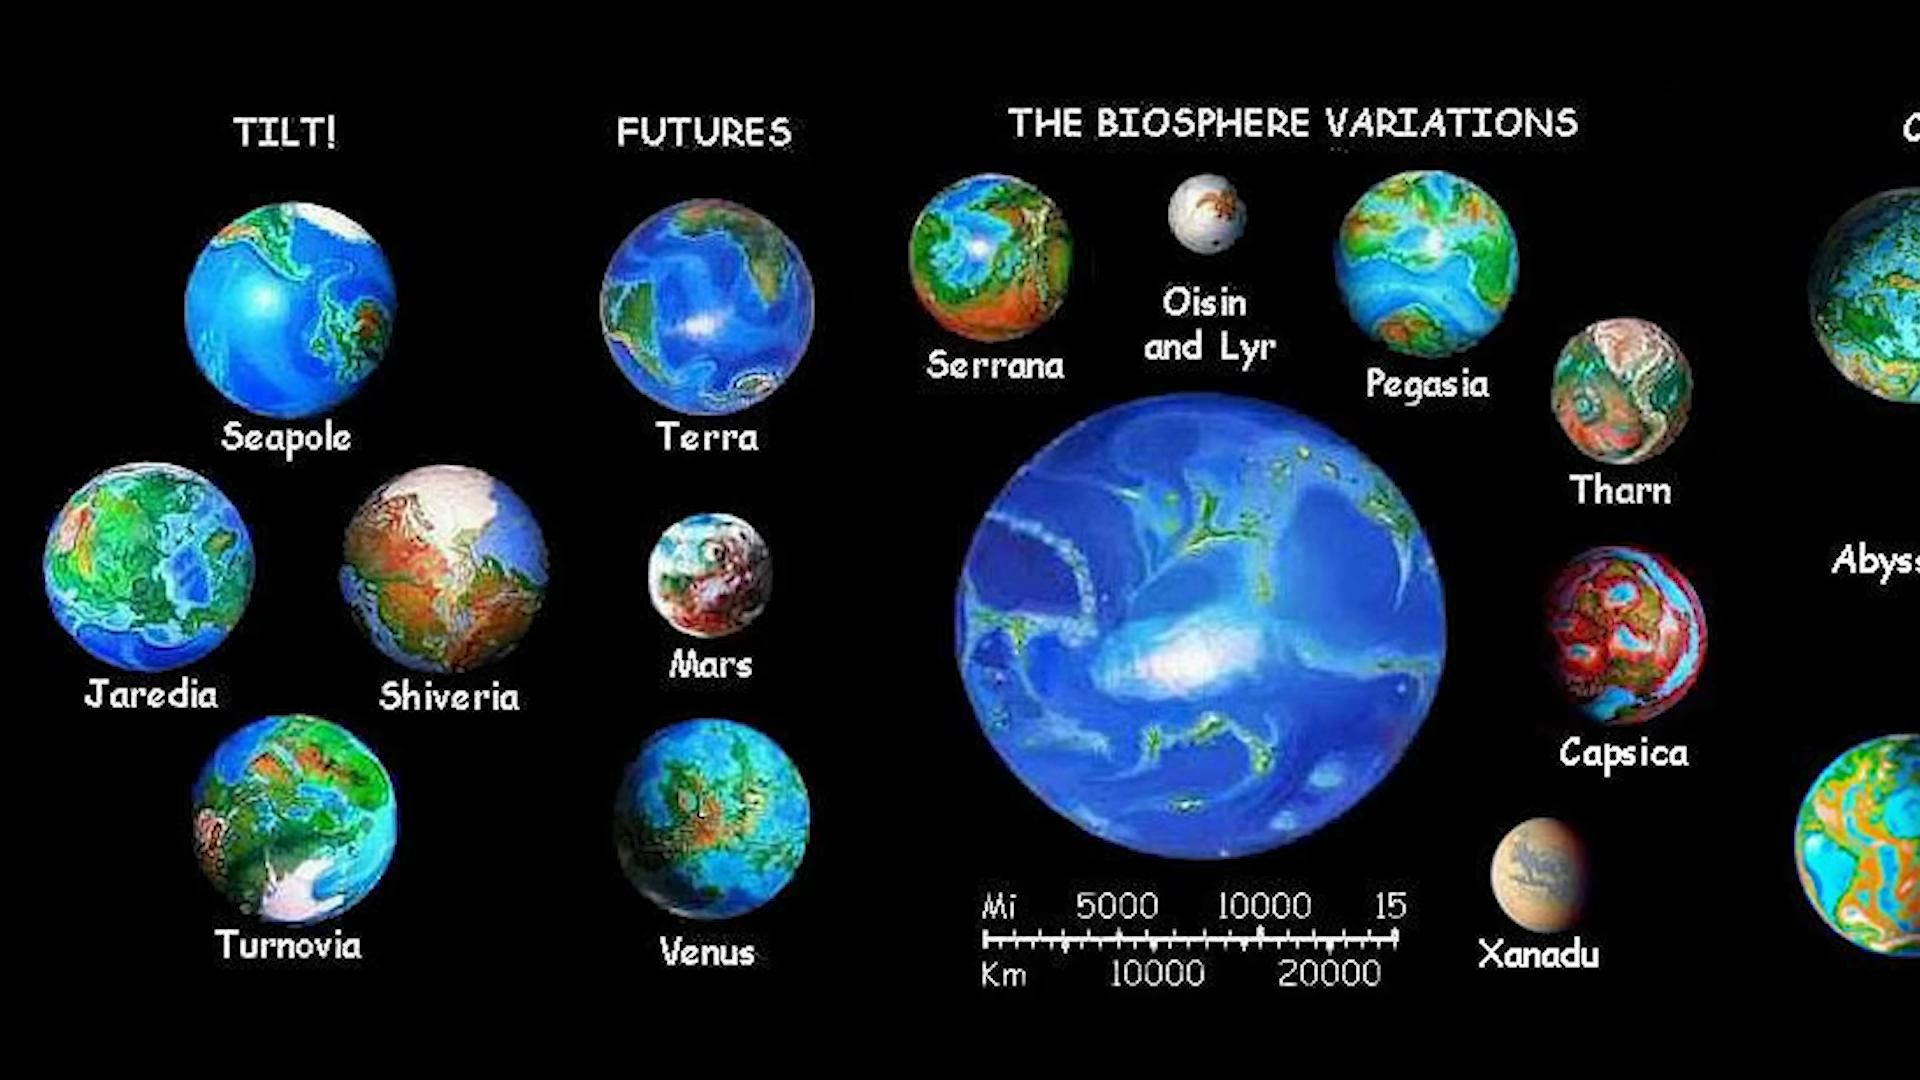 TILT!
Seapole
Jaredia
Shiveria
Turnovia
FUTURES
Terra
Mars
Venus
THE BIOSPHERE VARIATIONS
Serrana
Oisin
and Lyr
Pegasia
Tharn
Capsica
Xanadu
Mi 5000 10000 15
Km 10000 20000